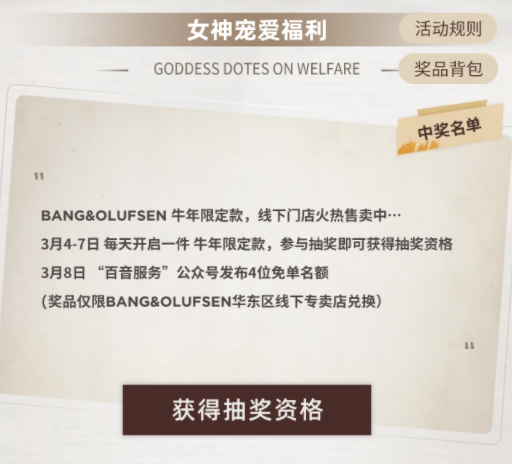 女神宠爱福利
活动规则
GODDESS DOTES ON WELFARE
奖品背包
中奖名单
"
BANG&OLUFSEN 牛年限定款，线下门店火热售卖中…
3月4-7日 每天开启一件 牛年限定款，参与抽奖即可获得抽奖资格
3月8日 “百音服务”公众号发布4位免单名额
(奖品仅限BANG&OLUFSEN华东区线下专卖店兑换）
"
获得抽奖资格